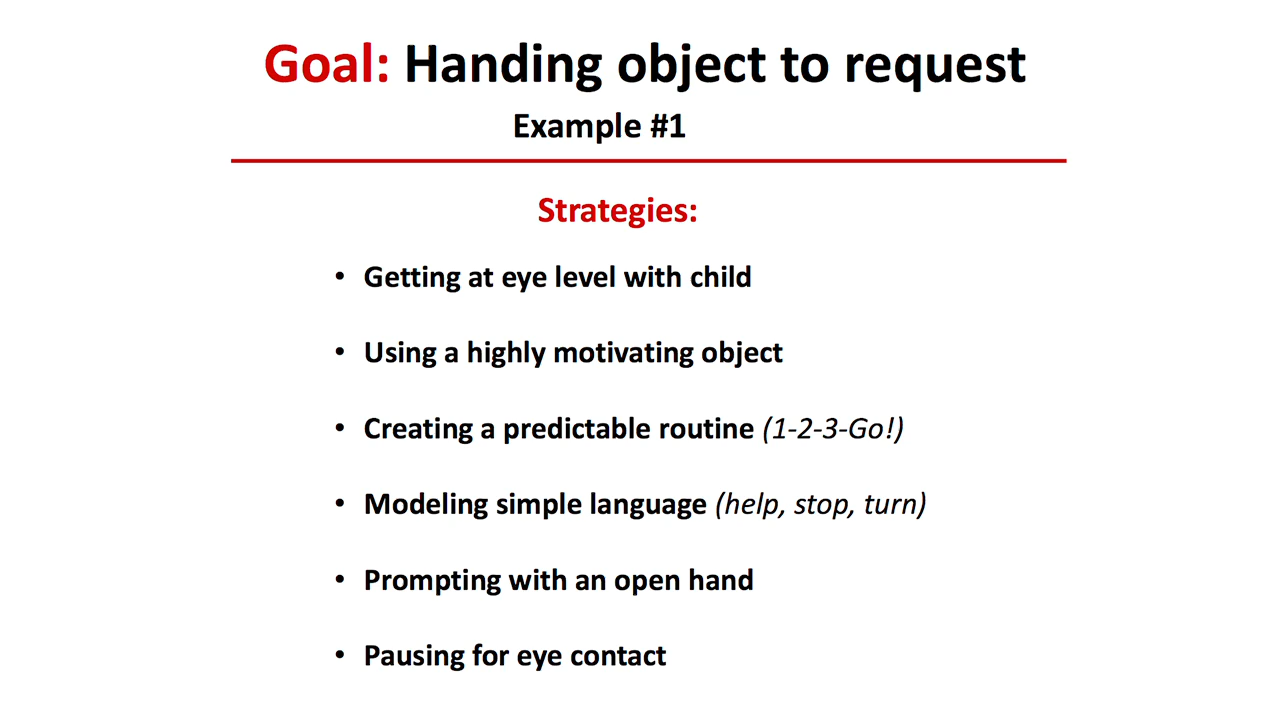 Goal: Handing object to request
Example #1
Strategies:
• Getting at eye level with child
• Using a highly motivating object
• Creating a predictable routine (1-2-3-Go!)
• Modeling simple language (help, stop, turn)
• Prompting with an open hand
• Pausing for eye contact